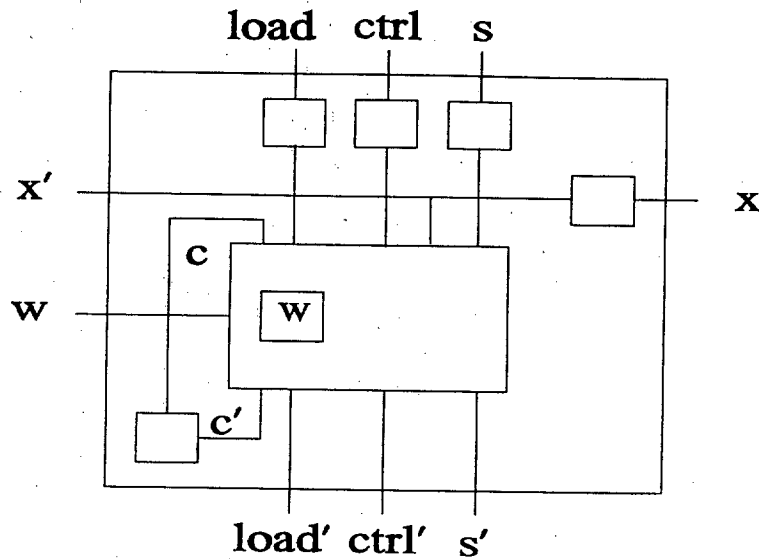 load ctrl s
x′ x
c
w w
c′
load′ ctrl′ s′